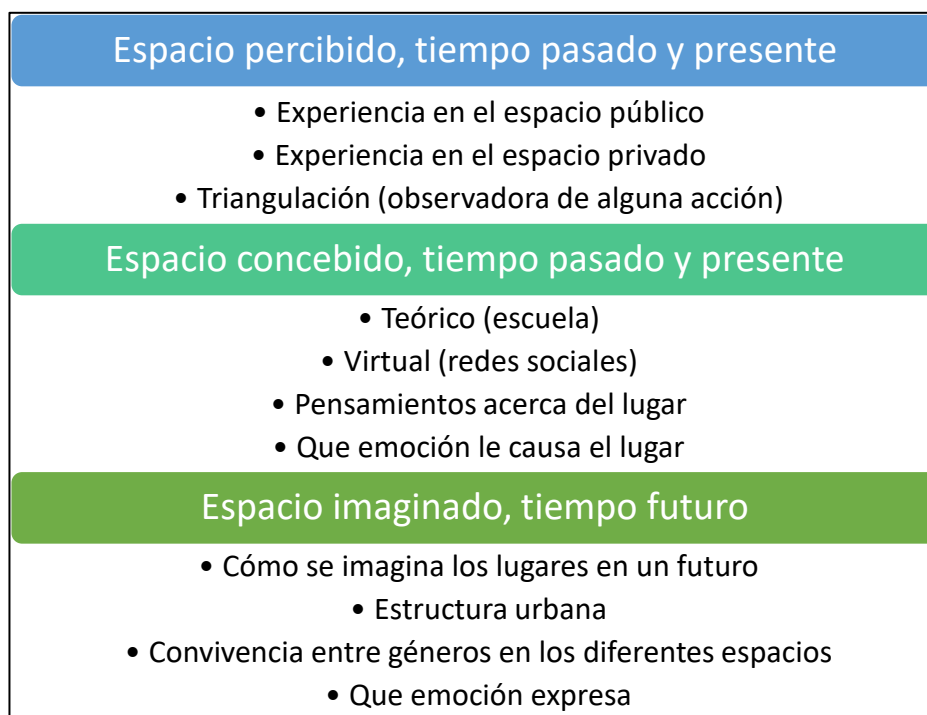 Espacio percibido, tiempo pasado y presente
• Experiencia en el espacio público
• Experiencia en el espacio privado
• Triangulación (observadora de alguna acción)
Espacio concebido, tiempo pasado y presente
• Teórico (escuela)
• Virtual (redes sociales)
• Pensamientos acerca del lugar
• Que emoción le causa el lugar
Espacio imaginado, tiempo futuro
• Cómo se imagina los lugares en un futuro
• Estructura urbana
• Convivencia entre géneros en los diferentes espacios
• Que emoción expresa